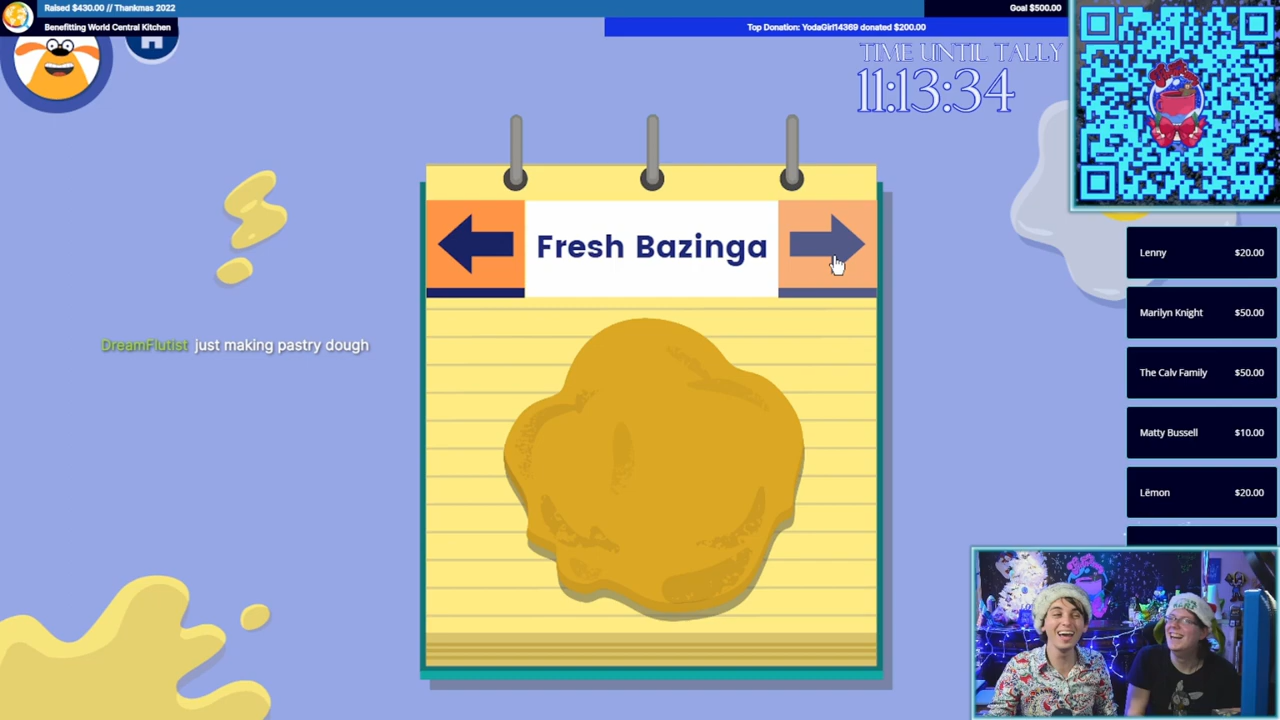 Raised $430.00 // Thankmas 2022
Goal $500.00
Benefitting World Central Kitchen
Top Donation: YodaGirl14369 donated $200.00
TIME UNTIL TALLY
11:13:34
Fresh Bazinga
DreamFlutist just making pastry dough
Lenny $20.00
Marilyn Knight $50.00
The Calv Family $50.00
Matty Bussell $10.00
Lēmon $20.00